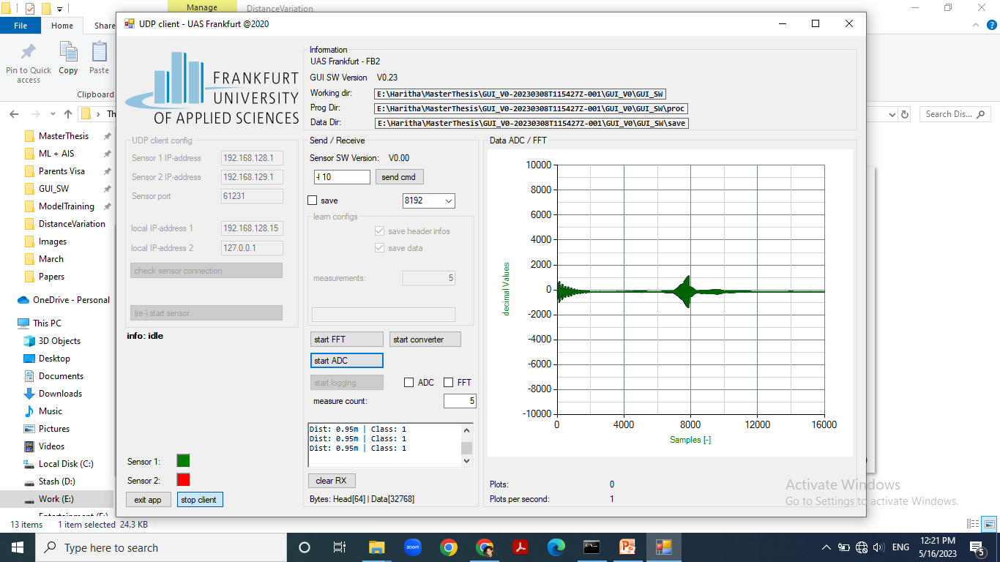 Manage
DistanceVariation
UDP client - UAS Frankfurt @2020
File
Home
Share
Pin to Quick
access
Copy
Paste
Clipboard
Th
Search Dis...
MasterThesis
ML + AIS
Parents Visa
GUI_SW
ModelTraining
DistanceVariation
Images
March
Papers
OneDrive - Personal
This PC
3D Objects
Desktop
Documents
Downloads
Music
Pictures
Videos
Local Disk (C:)
Stash (D:)
Work (E:)
Entertainment (F:)
13 items
1 item selected 24.3 KB
FRANKFURT
UNIVERSITY
OF APPLIED SCIENCES
Information
UAS Frankfurt - FB2
GUI SW Version V0.23
Working dir: E:\Haritha\MasterThesis\GUI_V0-20230308T115427Z-001\GUI_V0\GUI_SW
Prog Dir: E:\Haritha\MasterThesis\GUI_V0-20230308T115427Z-001\GUI_V0\GUI_SW\proc
Data Dir: E:\Haritha\MasterThesis\GUI_V0-20230308T115427Z-001\GUI_V0\GUI_SW\save
UDP client config
Sensor 1 IP-address 192.168.128.1
Sensor 2 IP-address 192.168.129.1
Sensor port 61231
local IP-address 1 192.168.128.15
local IP-address 2 127.0.0.1
check sensor connection
(re-) start sensor
info: idle
Sensor 1:
Sensor 2:
exit app
stop client
Send / Receive
Sensor SW Version: V0.00
-l 10
send cmd
save
8192
learn configs
save header infos
save data
measurements: 5
start FFT
start converter
start ADC
start logging
ADC
FFT
measure count: 5
Dist: 0.95m | Class: 1
Dist: 0.95m | Class: 1
Dist: 0.95m | Class: 1
clear RX
Bytes: Head[64] | Data[32768]
Data ADC / FFT
10000
8000
6000
4000
2000
0
-2000
-4000
-6000
-8000
-10000
decimal Values
0 4000 8000 12000 16000
Samples [-]
Plots: 0
Plots per second: 1
Activate Windows
Go to Settings to activate Windows.
Type here to search
zoom
ENG
12:21 PM
5/16/2023
5